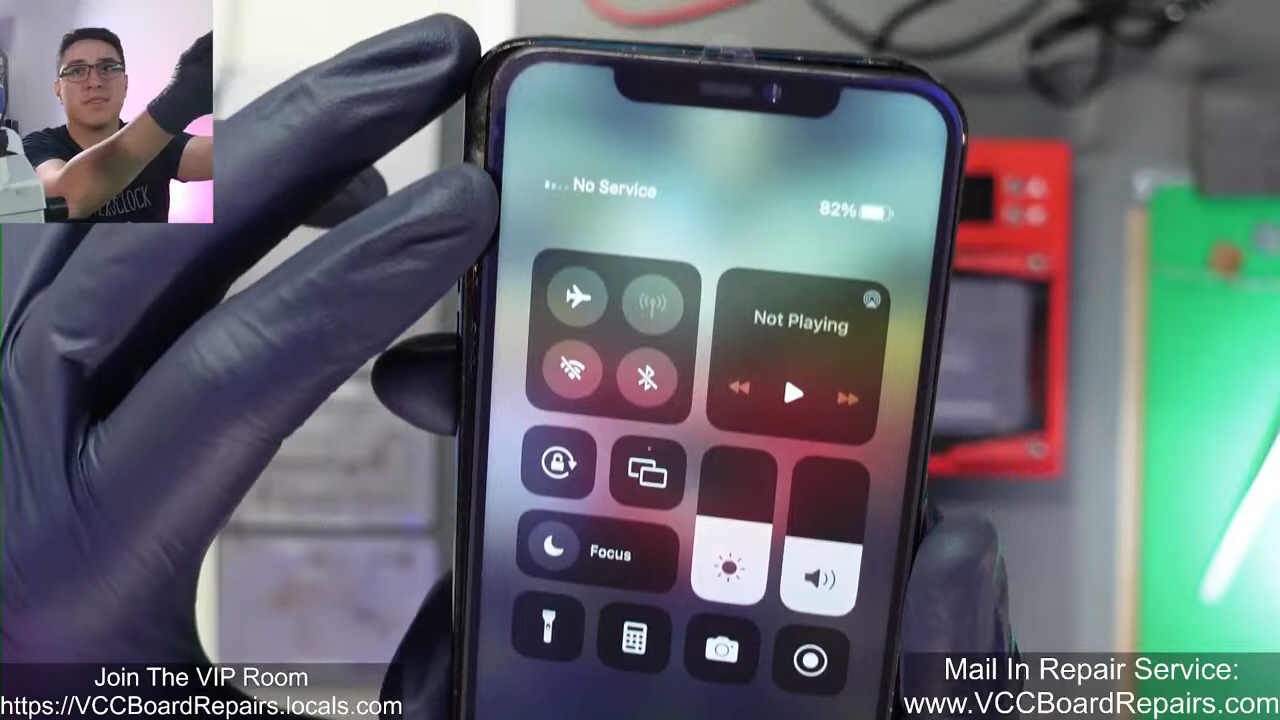 No Service
82%
Not Playing
Focus
Join The VIP Room
https://VCCBoardRepairs.locals.com
Mail In Repair Service:
www.VCCBoardRepairs.com